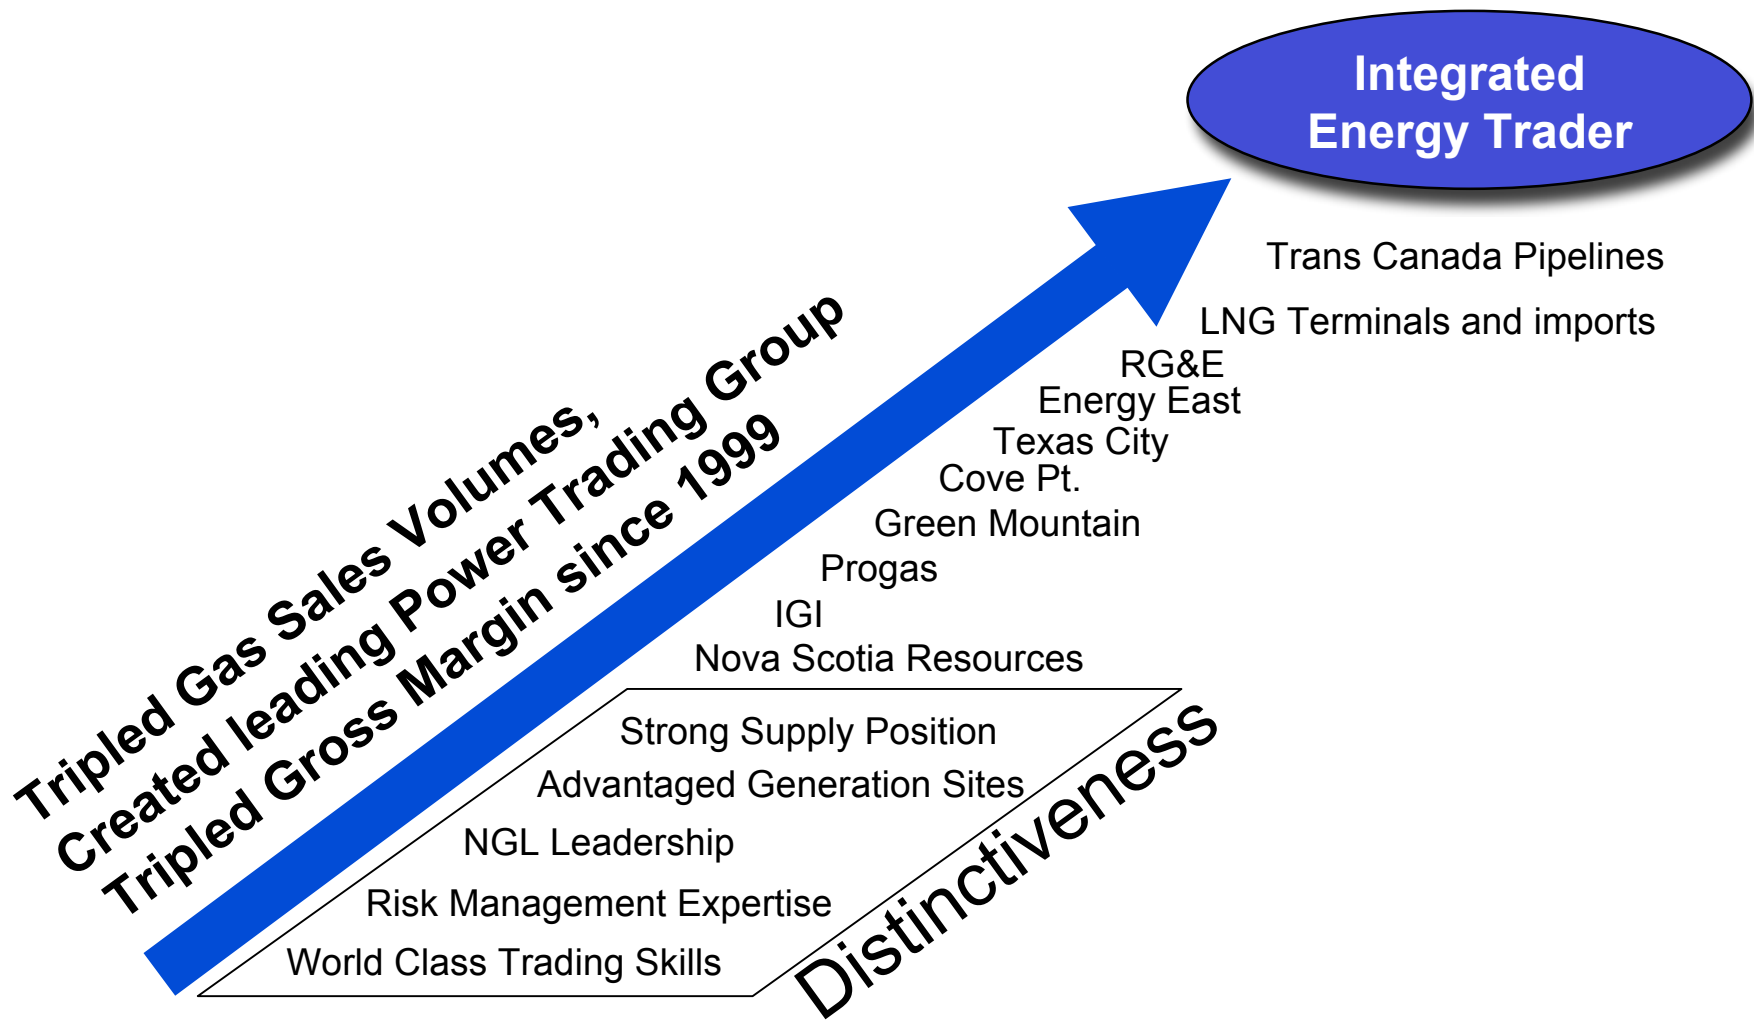 Integrated
Energy Trader
Trans Canada Pipelines
LNG Terminals and imports
RG&E
Energy East
Texas City
Cove Pt.
Green Mountain
Progas
IGI
Nova Scotia Resources
Tripled Gas Sales Volumes,
Created leading Power Trading Group
Tripled Gross Margin since 1999
Strong Supply Position
Advantaged Generation Sites
NGL Leadership
Risk Management Expertise
World Class Trading Skills
Distinctiveness